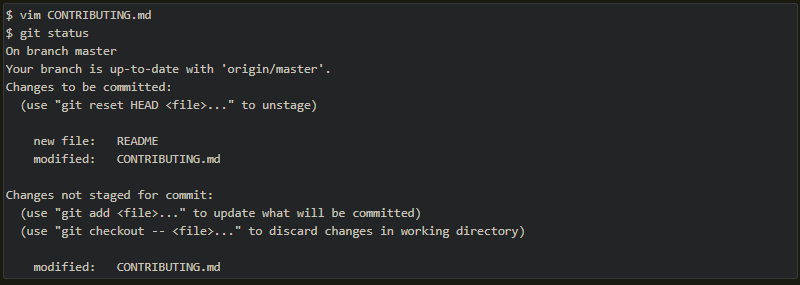 $ vim CONTRIBUTING.md
$ git status
On branch master
Your branch is up-to-date with 'origin/master'.
Changes to be committed:
  (use "git reset HEAD <file>..." to unstage)

    new file:   README
    modified:   CONTRIBUTING.md

Changes not staged for commit:
  (use "git add <file>..." to update what will be committed)
  (use "git checkout -- <file>..." to discard changes in working directory)

    modified:   CONTRIBUTING.md